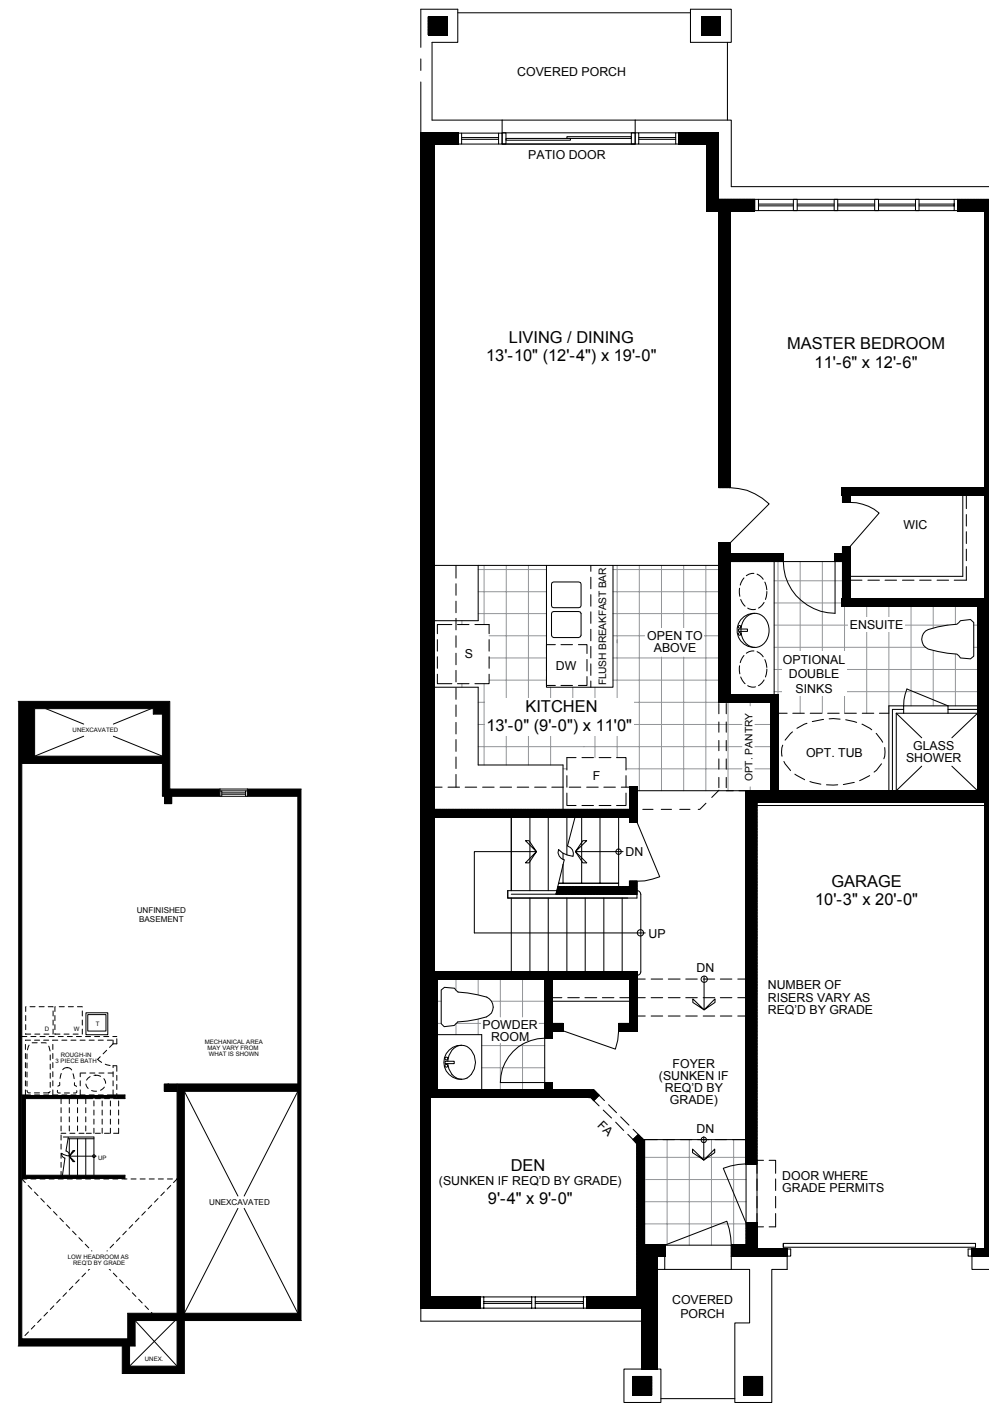 COVERED PORCH
PATIO DOOR
LIVING / DINING
13'-10" (12'-4") x 19'-0"
MASTER BEDROOM
11'-6" x 12'-6"
WIC
FLUSH BREAKFAST BAR
S
DW
OPEN TO
ABOVE
ENSUITE
OPTIONAL
DOUBLE
SINKS
KITCHEN
13'-0" (9'-0") x 11'0"
OPT. PANTRY
OPT. TUB
GLASS
SHOWER
F
DN
UP
GARAGE
10'-3" x 20'-0"
DN
NUMBER OF
RISERS VARY AS
REQ'D BY GRADE
POWDER
ROOM
FOYER
(SUNKEN IF
REQ'D BY
GRADE)
FA
DN
DEN
(SUNKEN IF REQ'D BY GRADE)
9'-4" x 9'-0"
DOOR WHERE
GRADE PERMITS
COVERED
PORCH
UNEXCAVATED
UNFINISHED
BASEMENT
D
W
T
MECHANICAL AREA
MAY VARY FROM
WHAT IS SHOWN
ROUGH-IN
3 PIECE BATH
UP
UNEXCAVATED
LOW HEADROOM AS
REQ'D BY GRADE
UNEX.